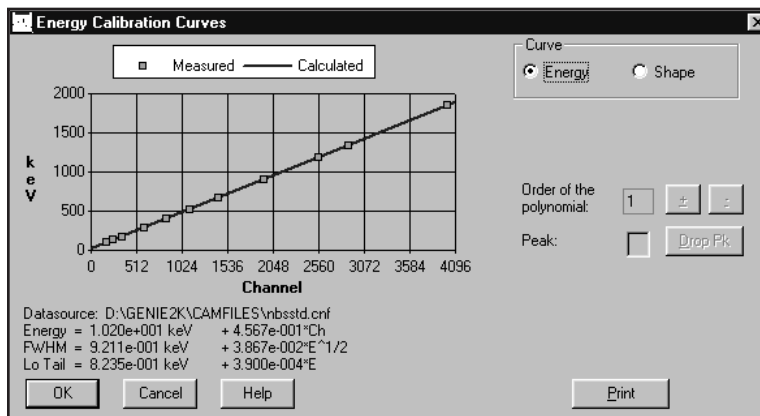 Energy Calibration Curves
Measured Calculated
Curve
Energy Shape
2000
1500
1000
500
0
keV
0 512 1024 1536 2048 2560 3072 3584 4096
Channel
Order of the
polynomial: 1 + -
Peak: Drop Pk
Datasource: D:\GENIE2K\CAMFILES\nbsstd.cnf
Energy = 1.020e+001 keV + 4.567e-001*Ch
FWHM = 9.211e-001 keV + 3.867e-002*E^1/2
Lo Tail = 8.235e-001 keV + 3.900e-004*E
OK Cancel Help Print